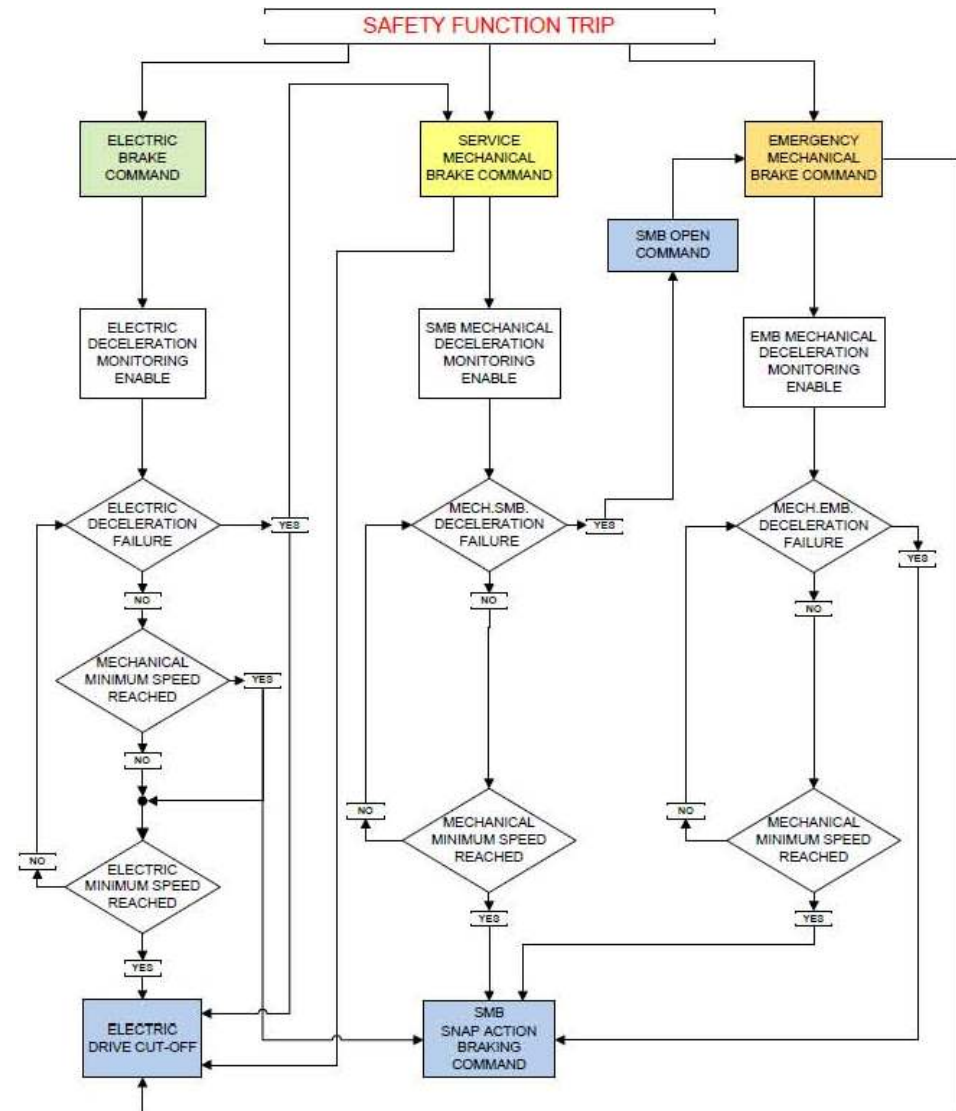 SAFETY FUNCTION TRIP
ELECTRIC
BRAKE
COMMAND
SERVICE
MECHANICAL
BRAKE COMMAND
EMERGENCY
MECHANICAL
BRAKE COMMAND
SMB OPEN
COMMAND
ELECTRIC
DECELERATION
MONITORING
ENABLE
SMB MECHANICAL
DECELERATION
MONITORING
ENABLE
EMB MECHANICAL
DECELERATION
MONITORING
ENABLE
ELECTRIC
DECELERATION
FAILURE
YES
MECH.SMB.
DECELERATION
FAILURE
YES
MECH.EMB.
DECELERATION
FAILURE
YES
NO
NO
NO
MECHANICAL
MINIMUM SPEED
REACHED
YES
NO
NO
MECHANICAL
MINIMUM SPEED
REACHED
NO
MECHANICAL
MINIMUM SPEED
REACHED
NO
ELECTRIC
MINIMUM SPEED
REACHED
YES
YES
YES
ELECTRIC
DRIVE CUT-OFF
SMB
SNAP ACTION
BRAKING
COMMAND